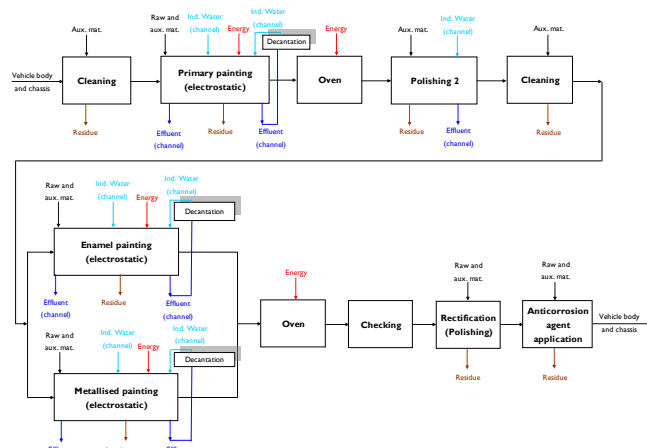 Aux. mat.
Raw and
aux. mat.
Ind. Water
(channel)
Energy
Ind. Water
(channel)
Decantation
Energy
Aux. mat.
Ind. Water
(channel)
Aux. mat.
Vehicle body
and chassis
Cleaning
Primary painting
(electrostatic)
Oven
Polishing 2
Cleaning
Residue
Effluent
(channel)
Residue
Effluent
(channel)
Residue
Effluent
(channel)
Residue
Raw and
aux. mat.
Ind. Water
(channel)
Energy
Ind. Water
(channel)
Decantation
Enamel painting
(electrostatic)
Effluent
(channel)
Residue
Effluent
(channel)
Raw and
aux. mat.
Ind. Water
(channel)
Energy
Ind. Water
(channel)
Decantation
Metallised painting
(electrostatic)
Energy
Oven
Checking
Raw and
aux. mat.
Rectification
(Polishing)
Residue
Raw and
aux. mat.
Anticorrosion
agent
application
Residue
Vehicle body
and chassis